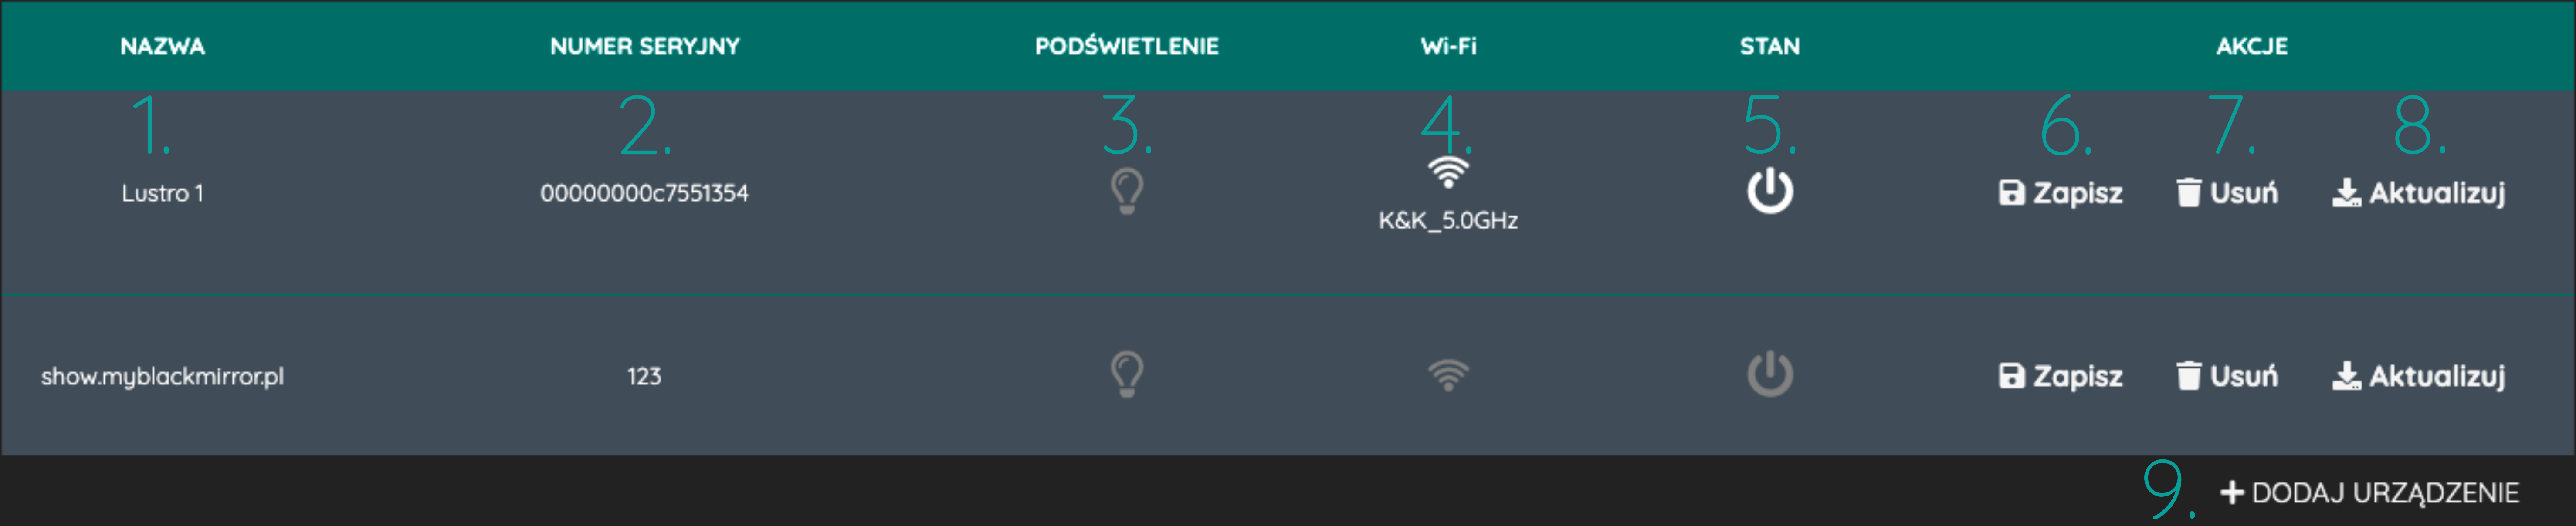 NAZWA NUMER SERYJNY PODŚWIETLENIE Wi-Fi STAN AKCJE
1. 2. 3. 4. 5. 6. 7. 8.
Lustro 1 00000000c7551354 K&K_5.0GHz Zapisz Usuń Aktualizuj
show.myblackmirror.pl 123 Zapisz Usuń Aktualizuj
9. + DODAJ URZĄDZENIE